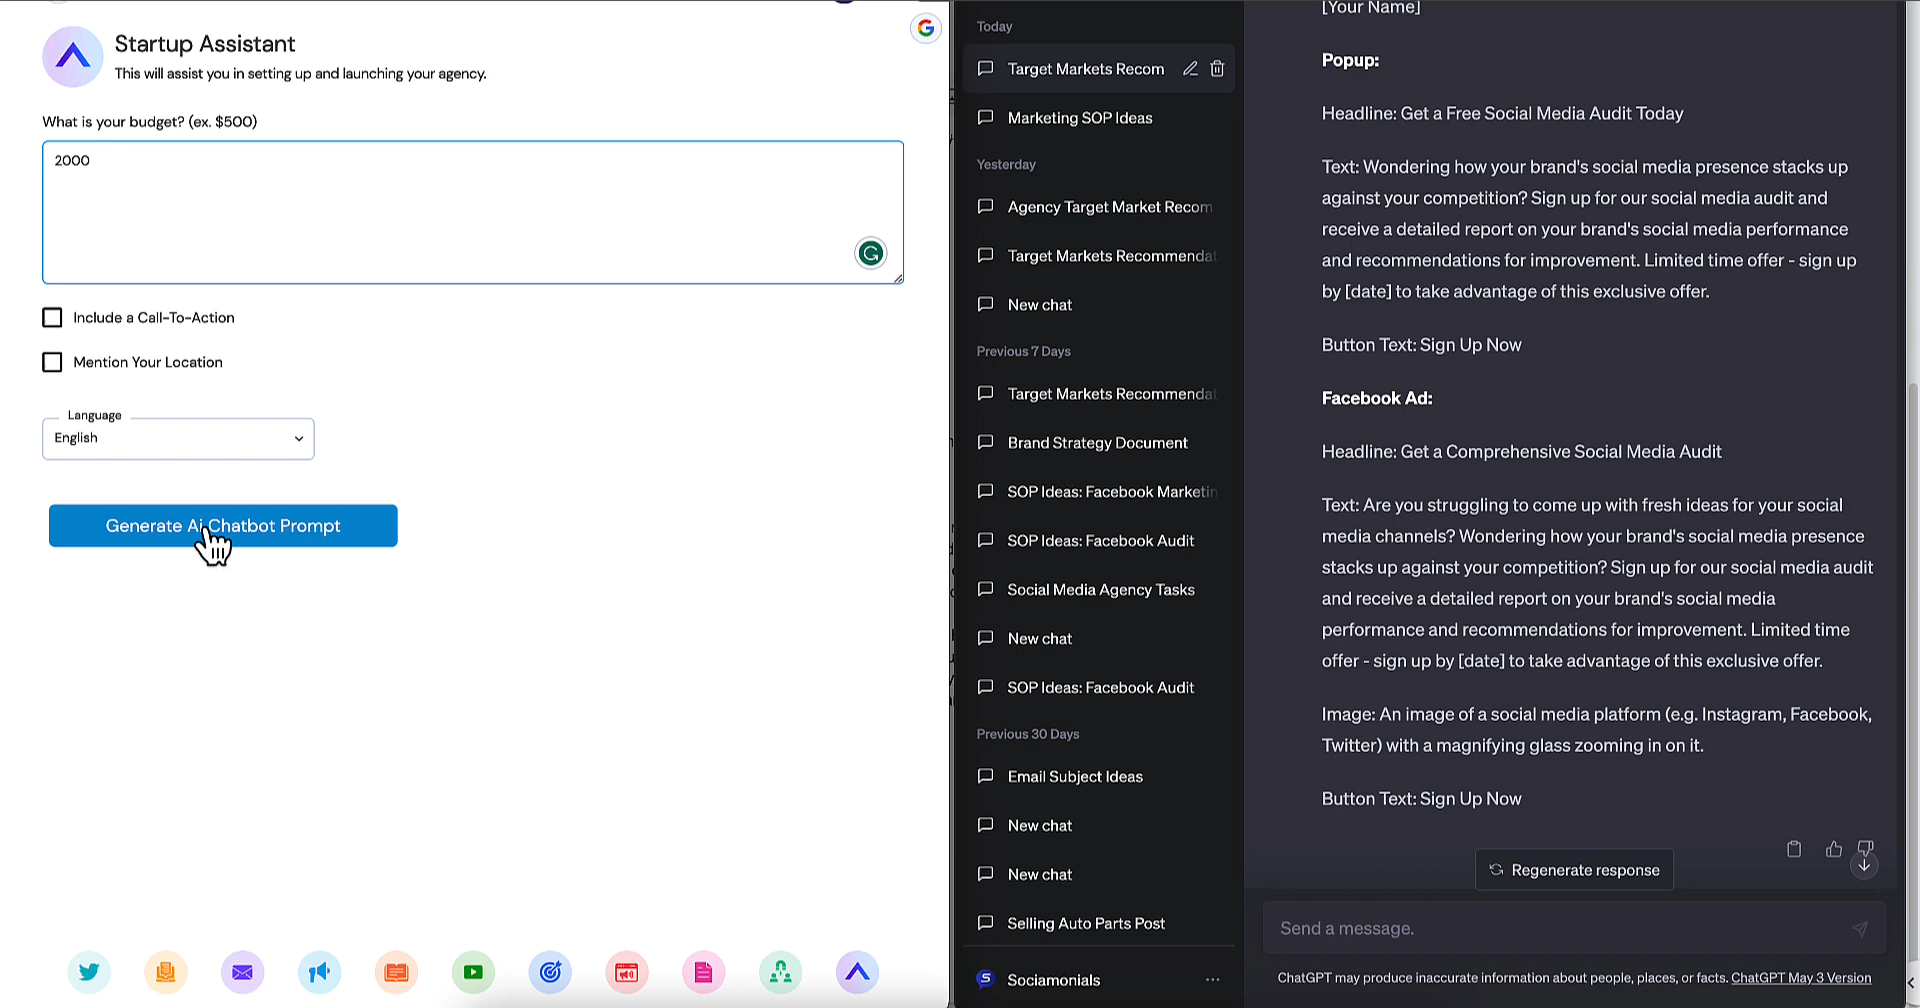 Startup Assistant
This will assist you in setting up and launching your agency.
What is your budget? (ex. $500)
2000
Include a Call-To-Action
Mention Your Location
Language
English
Generate Ai Chatbot Prompt
Today
Target Markets Recom
Marketing SOP Ideas
Yesterday
Agency Target Market Recom
Target Markets Recommendat
New chat
Previous 7 Days
Target Markets Recommendat
Brand Strategy Document
SOP Ideas: Facebook Marketin
SOP Ideas: Facebook Audit
Social Media Agency Tasks
New chat
SOP Ideas: Facebook Audit
Previous 30 Days
Email Subject Ideas
New chat
New chat
Selling Auto Parts Post
Sociamonials
[Your Name]
Popup:
Headline: Get a Free Social Media Audit Today
Text: Wondering how your brand's social media presence stacks up
against your competition? Sign up for our social media audit and
receive a detailed report on your brand's social media performance
and recommendations for improvement. Limited time offer - sign up
by [date] to take advantage of this exclusive offer.
Button Text: Sign Up Now
Facebook Ad:
Headline: Get a Comprehensive Social Media Audit
Text: Are you struggling to come up with fresh ideas for your social
media channels? Wondering how your brand's social media presence
stacks up against your competition? Sign up for our social media audit
and receive a detailed report on your brand's social media
performance and recommendations for improvement. Limited time
offer - sign up by [date] to take advantage of this exclusive offer.
Image: An image of a social media platform (e.g. Instagram, Facebook,
Twitter) with a magnifying glass zooming in on it.
Button Text: Sign Up Now
Regenerate response
Send a message.
ChatGPT may produce inaccurate information about people, places, or facts. ChatGPT May 3 Version